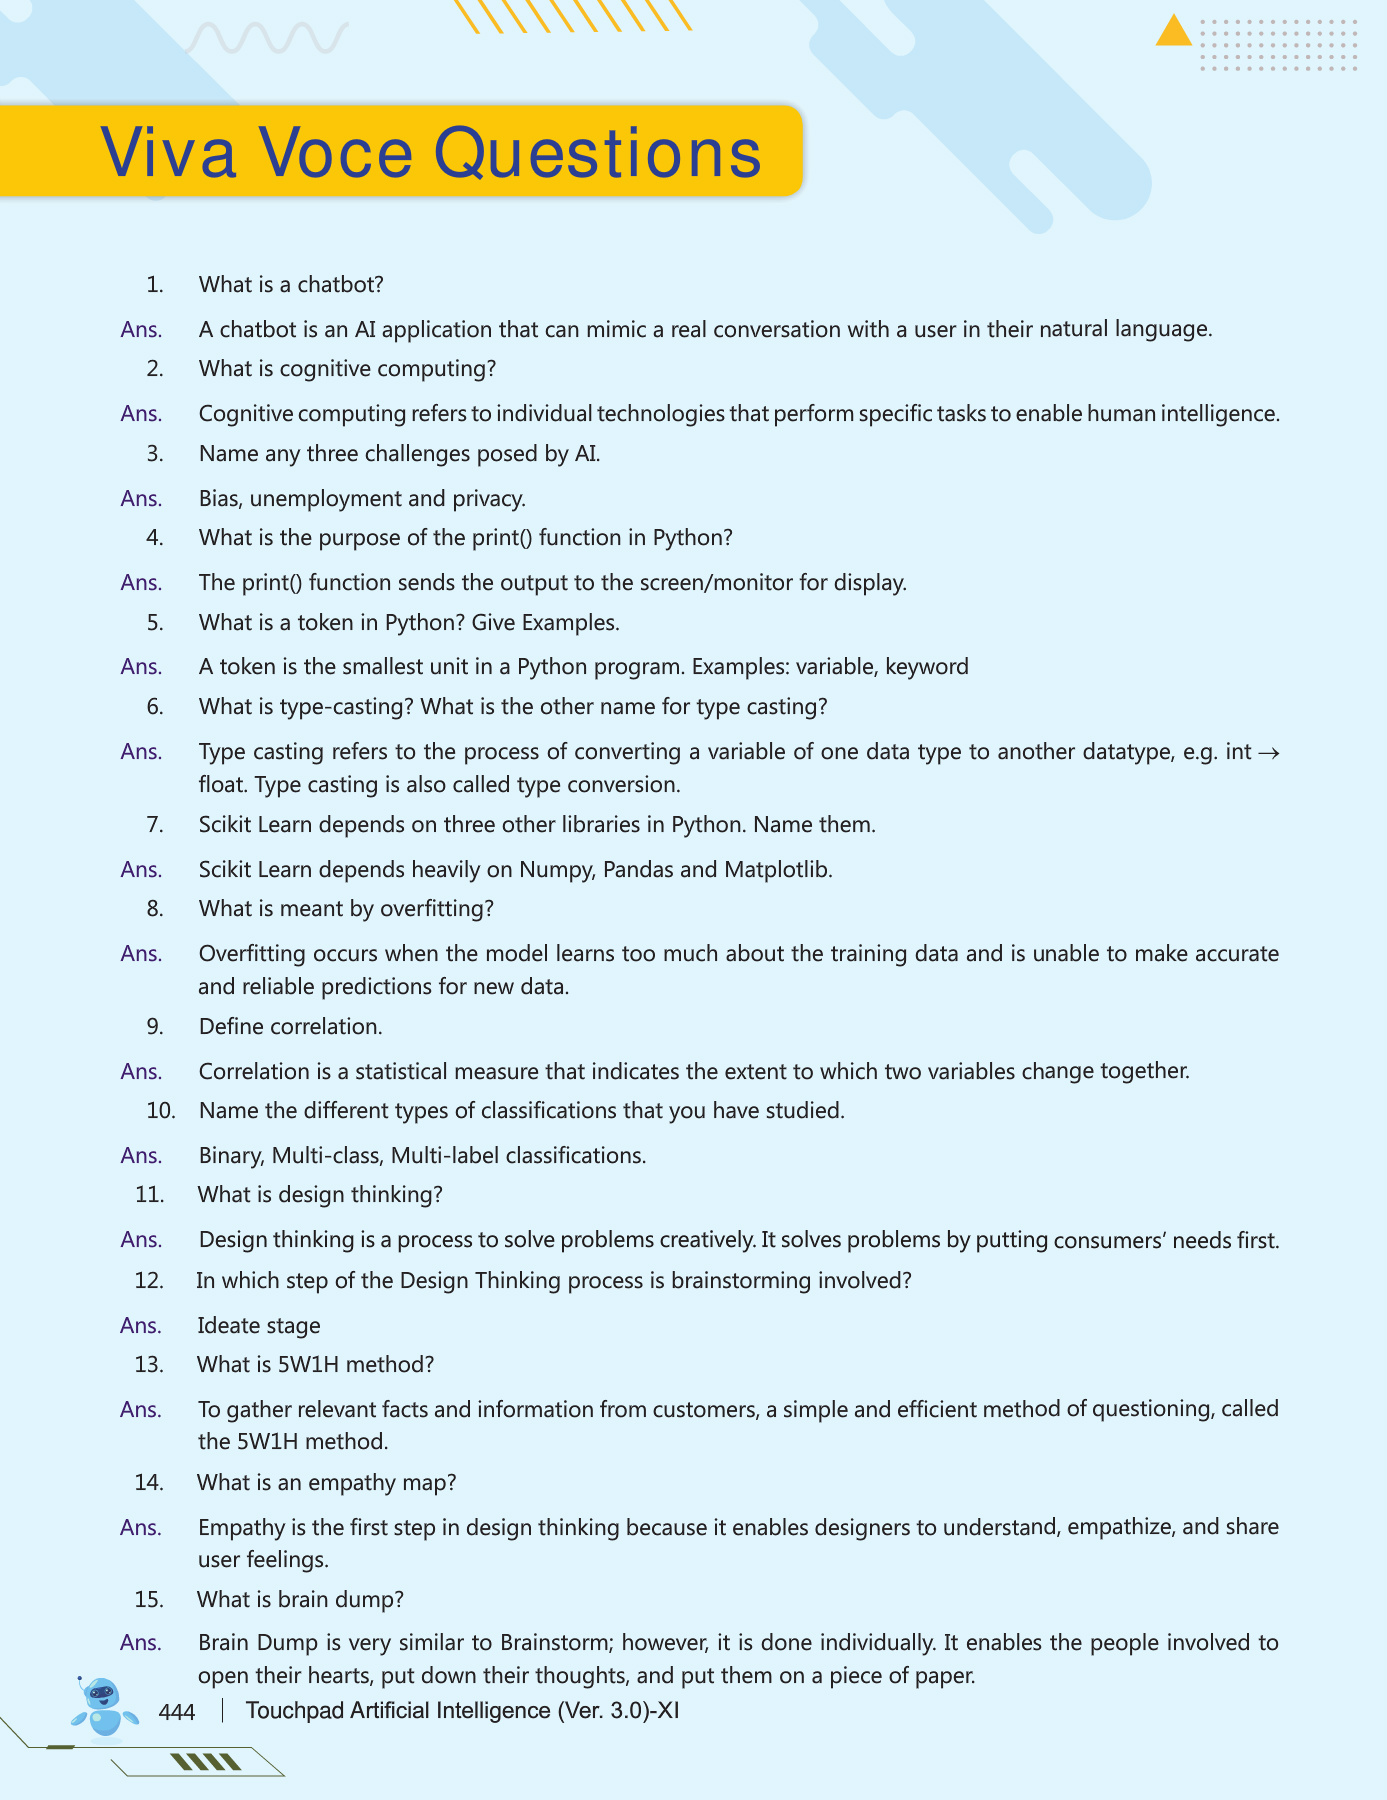 Viva Voce Questions
1. What is a chatbot?
Ans. A chatbot is an AI application that can mimic a real conversation with a user in their natural language.
2. What is cognitive computing?
Ans. Cognitive computing refers to individual technologies that perform specific tasks to enable human intelligence.
3. Name any three challenges posed by AI.
Ans. Bias, unemployment and privacy.
4. What is the purpose of the print() function in Python?
Ans. The print() function sends the output to the screen/monitor for display.
5. What is a token in Python? Give Examples.
Ans. A token is the smallest unit in a Python program. Examples: variable, keyword
6. What is type-casting? What is the other name for type casting?
Ans. Type casting refers to the process of converting a variable of one data type to another datatype, e.g. int →
float. Type casting is also called type conversion.
7. Scikit Learn depends on three other libraries in Python. Name them.
Ans. Scikit Learn depends heavily on Numpy, Pandas and Matplotlib.
8. What is meant by overfitting?
Ans. Overfitting occurs when the model learns too much about the training data and is unable to make accurate
and reliable predictions for new data.
9. Define correlation.
Ans. Correlation is a statistical measure that indicates the extent to which two variables change together.
10. Name the different types of classifications that you have studied.
Ans. Binary, Multi-class, Multi-label classifications.
11. What is design thinking?
Ans. Design thinking is a process to solve problems creatively. It solves problems by putting consumers’ needs first.
12. In which step of the Design Thinking process is brainstorming involved?
Ans. Ideate stage
13. What is 5W1H method?
Ans. To gather relevant facts and information from customers, a simple and efficient method of questioning, called
the 5W1H method.
14. What is an empathy map?
Ans. Empathy is the first step in design thinking because it enables designers to understand, empathize, and share
user feelings.
15. What is brain dump?
Ans. Brain Dump is very similar to Brainstorm; however, it is done individually. It enables the people involved to
open their hearts, put down their thoughts, and put them on a piece of paper.
444 Touchpad Artificial Intelligence (Ver. 3.0)-XI